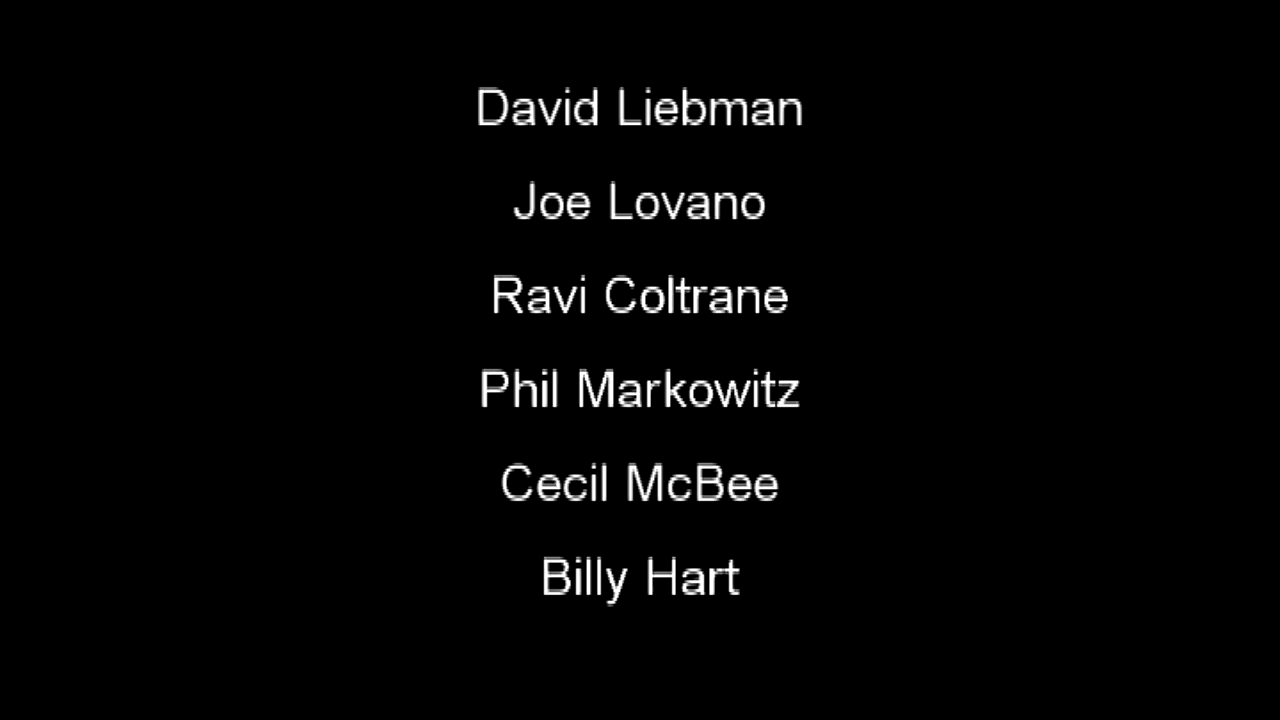 David Liebman
Joe Lovano
Ravi Coltrane
Phil Markowitz
Cecil McBee
Billy Hart